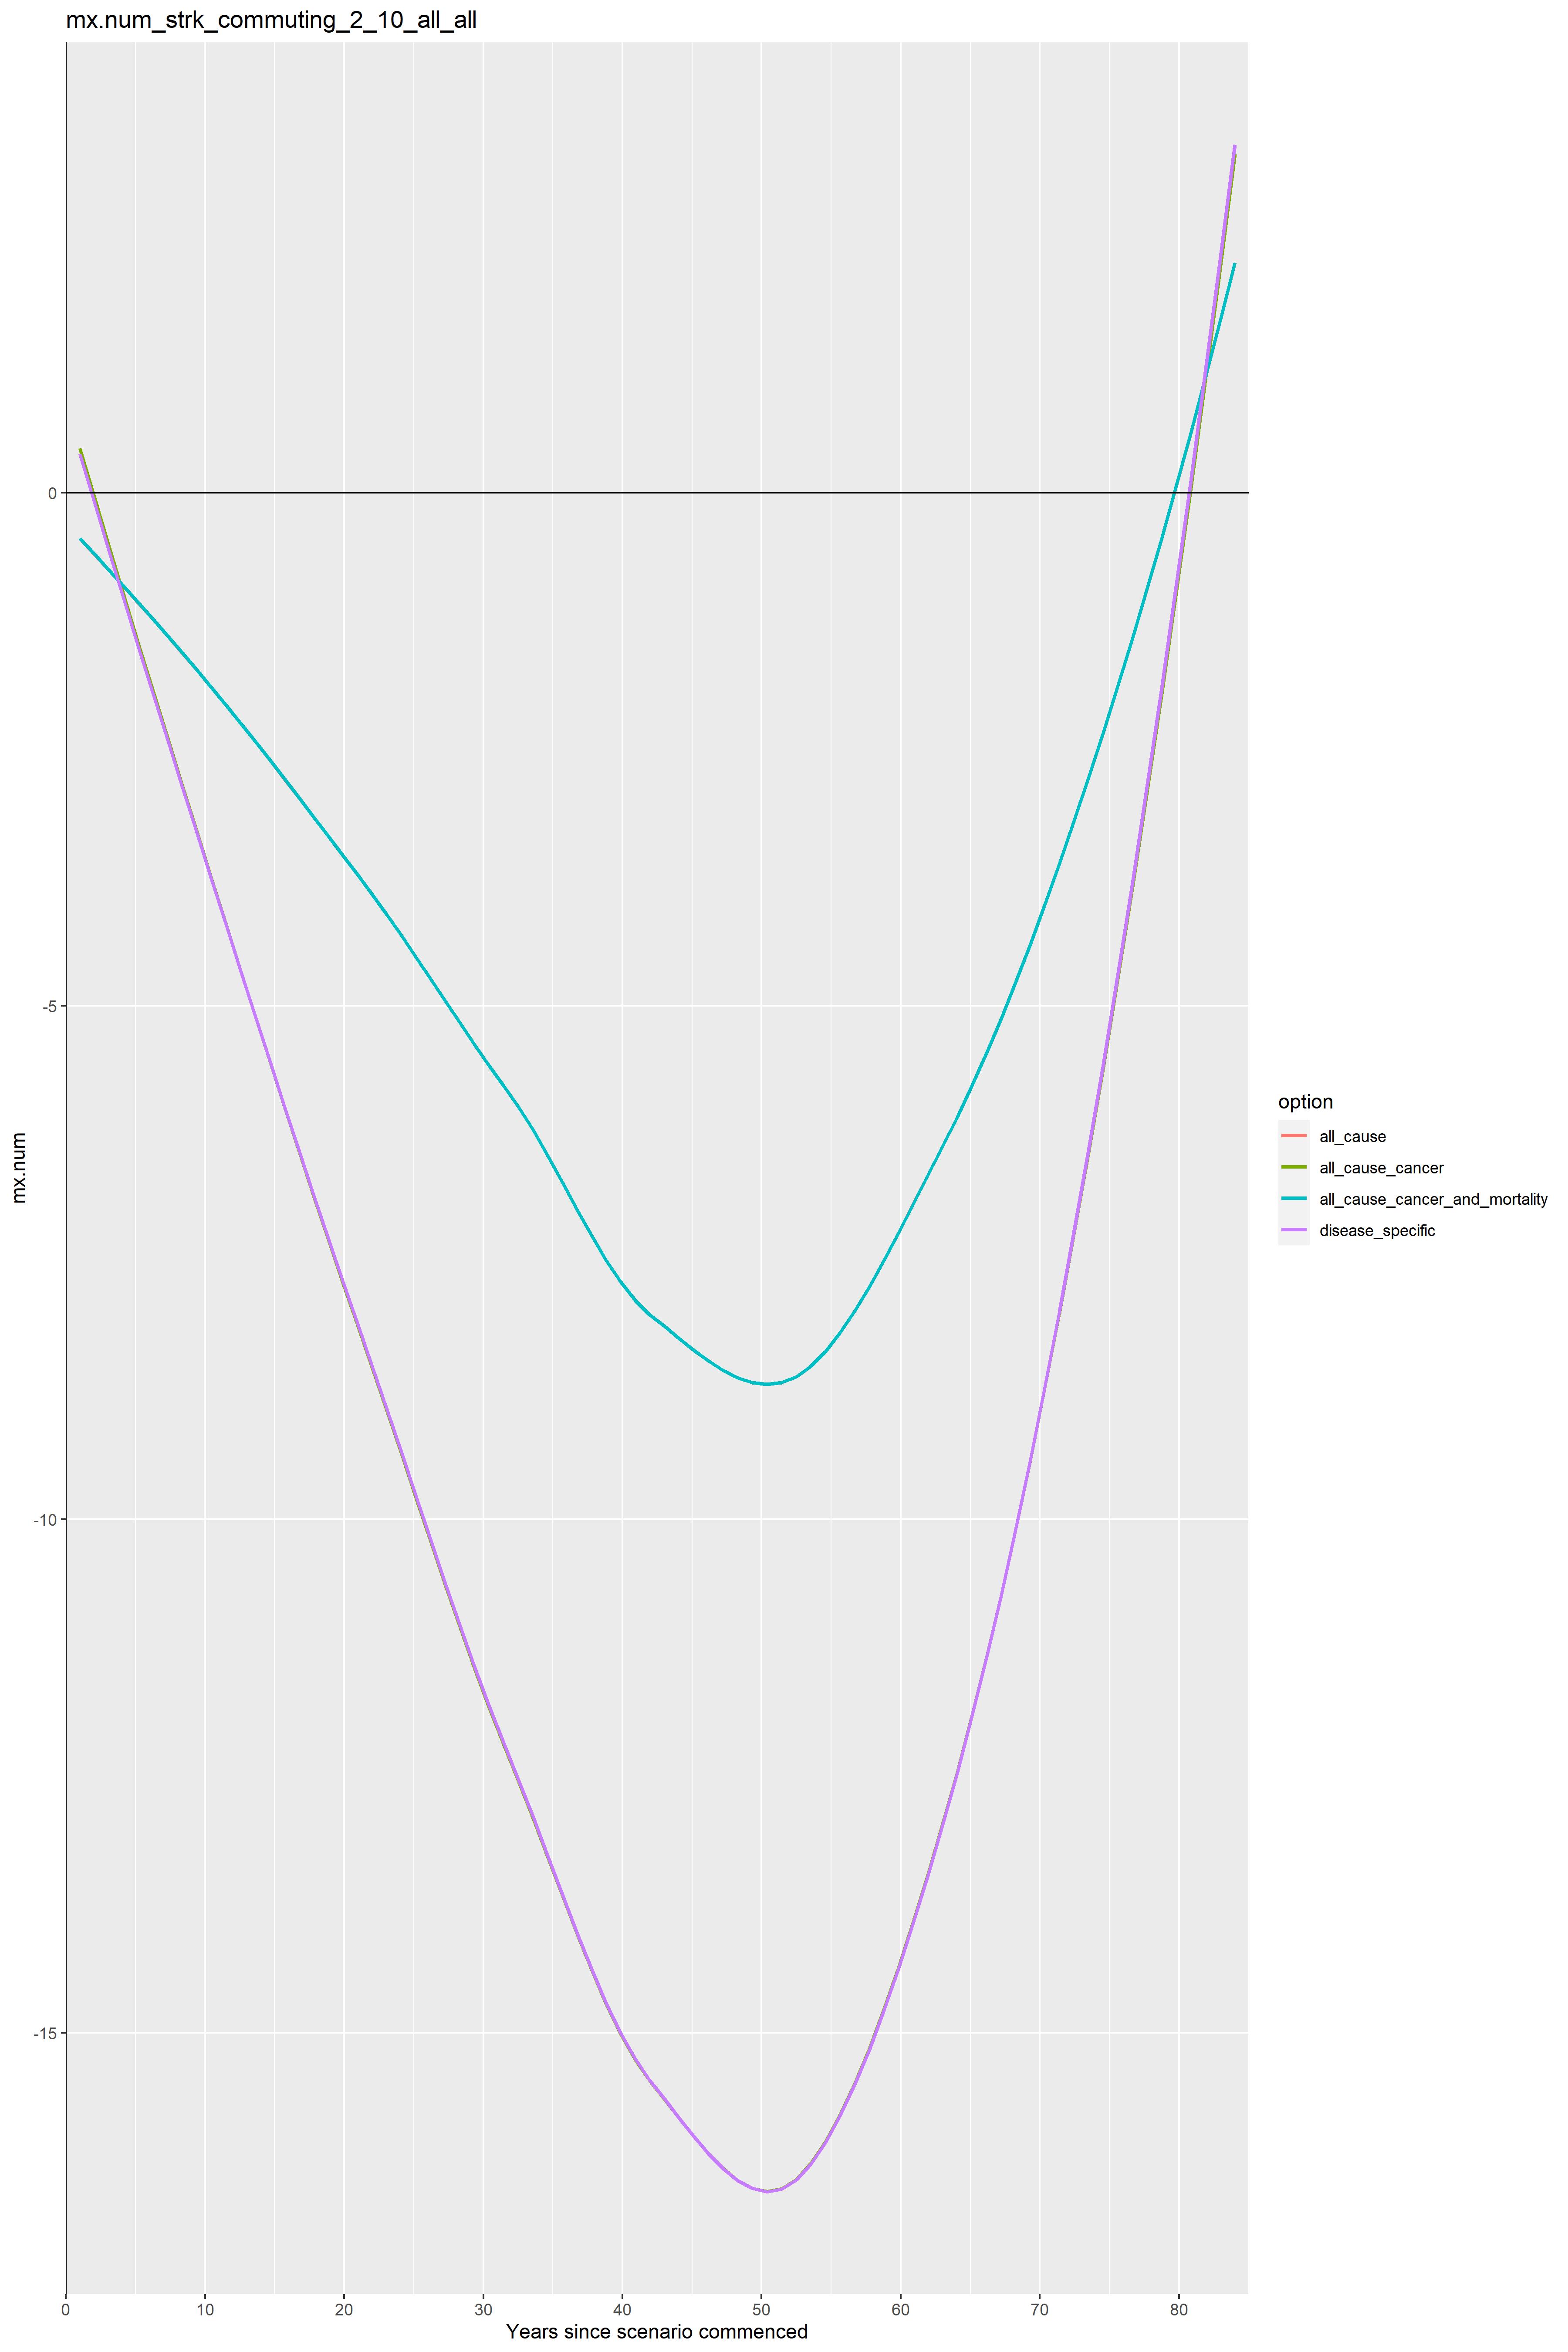 mx.num_strk_commuting_2_10_all_all
0
-5
-10
-15
mx.num
0 10 20 30 40 50 60 70 80
Years since scenario commenced
option
all_cause
all_cause_cancer
all_cause_cancer_and_mortality
disease_specific